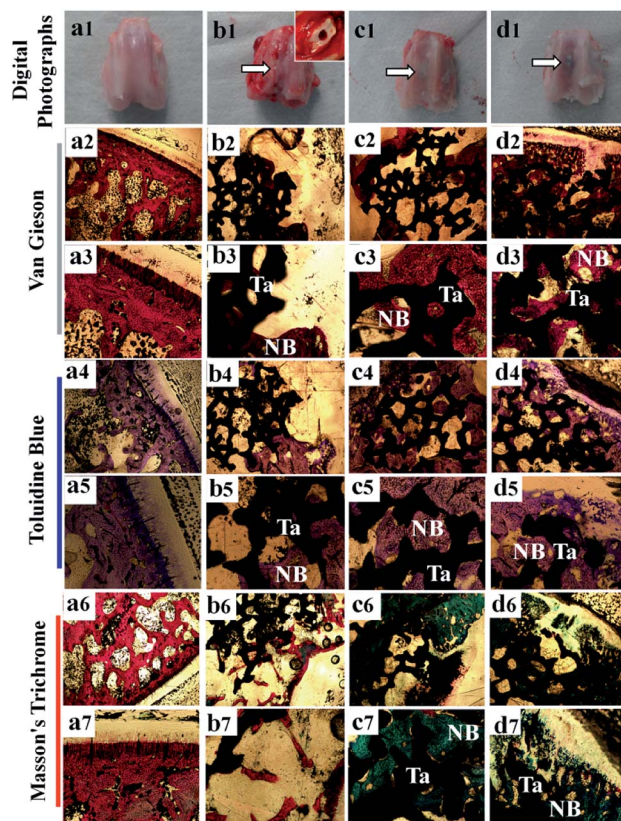 Digital Photographs
a1 b1 c1 d1
Van Gieson
a2 b2 c2 d2
a3 b3 c3 d3
Ta Ta NB Ta
NB NB
Toluidine Blue
a4 b4 c4 d4
a5 b5 c5 d5
Ta NB NB Ta
NB Ta
Masson's Trichrome
a6 b6 c6 d6
a7 b7 c7 d7
NB
Ta Ta
NB